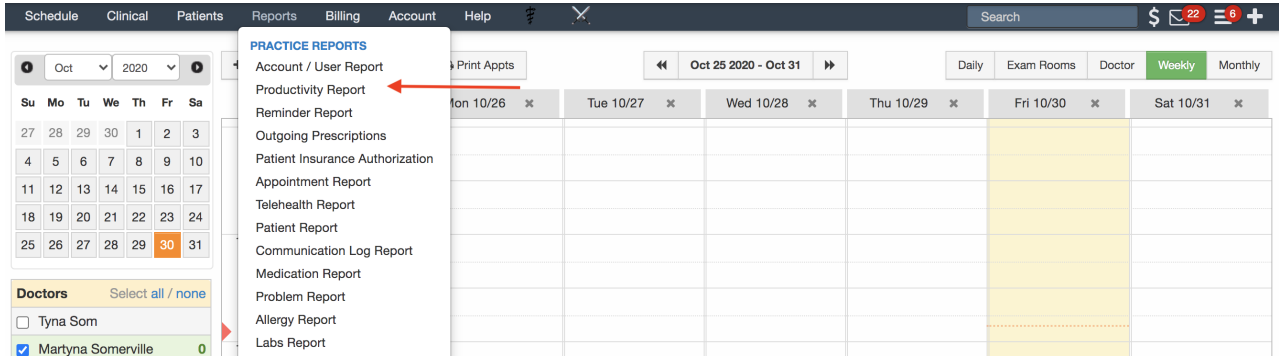 Schedule Clinical Patients Reports Billing Account Help Search $ 22 6
PRACTICE REPORTS
Account / User Report
Productivity Report
Reminder Report
Outgoing Prescriptions
Patient Insurance Authorization
Appointment Report
Telehealth Report
Patient Report
Communication Log Report
Medication Report
Problem Report
Allergy Report
Labs Report
Oct 2020
Su Mo Tu We Th Fr Sa
27 28 29 30 1 2 3
4 5 6 7 8 9 10
11 12 13 14 15 16 17
18 19 20 21 22 23 24
25 26 27 28 29 30 31
Doctors Select all / none
Tyna Som
Martyna Somerville 0
Print Appts Oct 25 2020 - Oct 31 Daily Exam Rooms Doctor Weekly Monthly
Mon 10/26 Tue 10/27 Wed 10/28 Thu 10/29 Fri 10/30 Sat 10/31